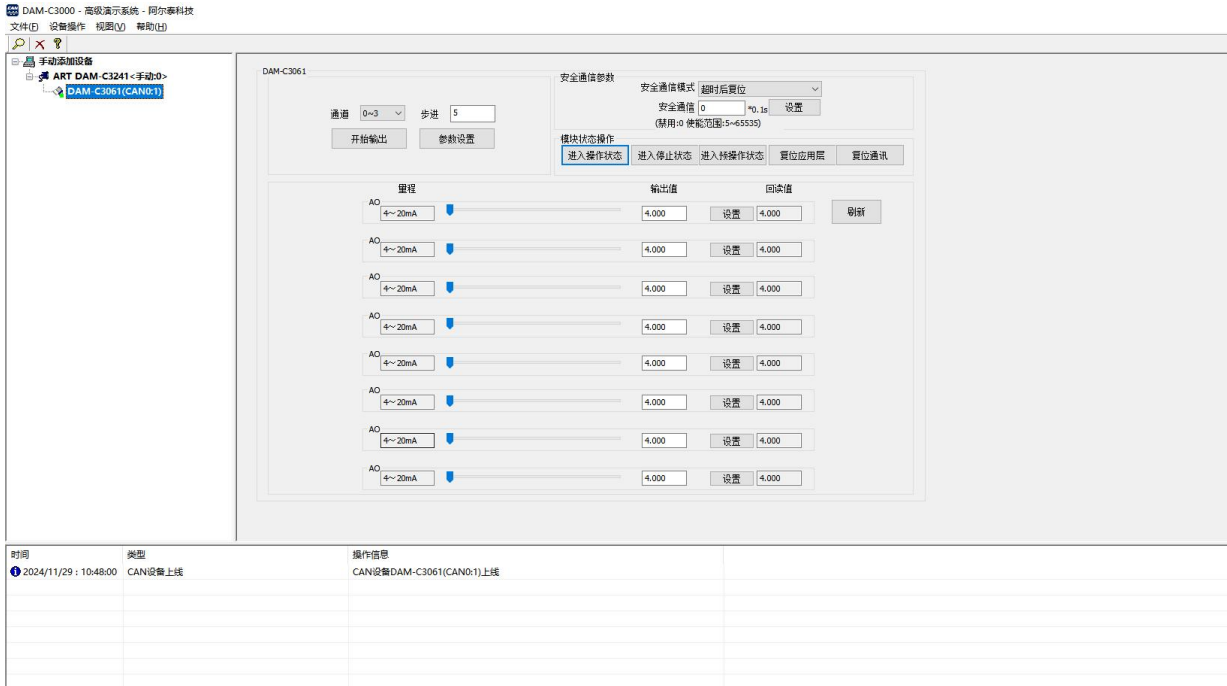 DAM-C3000 - 高级演示系统 - 阿尔泰科技
文件(F) 设备操作 视图(V) 帮助(H)
手动添加设备
ART DAM-C3241<手动:0>
DAM-C3061(CAN0:1)
DAM-C3061
通道 0~3 步进 5
开始输出 参数设置
安全通信参数
安全通信模式 超时后复位
安全通信 0 *0.1s 设置
(禁用:0 使能范围:5~65535)
模块状态操作
进入操作状态 进入停止状态 进入预操作状态 复位应用层 复位通讯
量程 输出值 回读值
AO
4～20mA 4.000 设置 4.000 刷新
AO
4～20mA 4.000 设置 4.000
AO
4～20mA 4.000 设置 4.000
AO
4～20mA 4.000 设置 4.000
AO
4～20mA 4.000 设置 4.000
AO
4～20mA 4.000 设置 4.000
AO
4～20mA 4.000 设置 4.000
AO
4～20mA 4.000 设置 4.000
时间 类型 操作信息
2024/11/29 : 10:48:00 CAN设备上线 CAN设备DAM-C3061(CAN0:1)上线